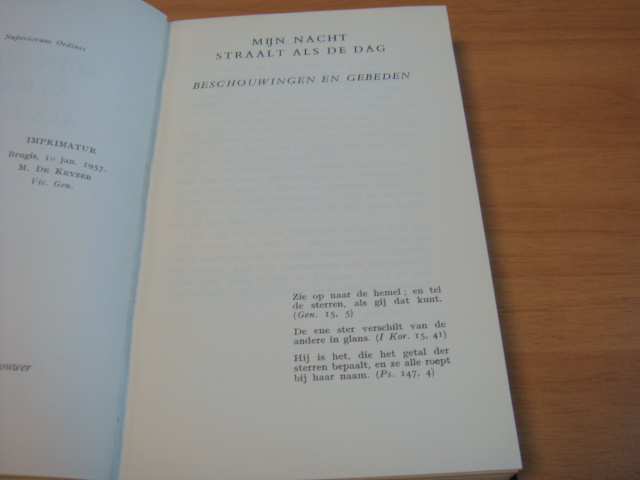 Superiorum Ordinis
IMPRIMATUR
Brugis, 10 jan. 1957.
M. DE KEYZER
Vic. Gen.
ouwer
MIJN NACHT
STRAALT ALS DE DAG
BESCHOUWINGEN EN GEBEDEN
Zie op naar de hemel ; en tel
de sterren, als gij dat kunt.
(Gen. 15, 5)
De ene ster verschilt van de
andere in glans. (I Kor. 15, 41)
Hij is het, die het getal der
sterren bepaalt, en ze alle roept
bij haar naam. (Ps. 147, 4)